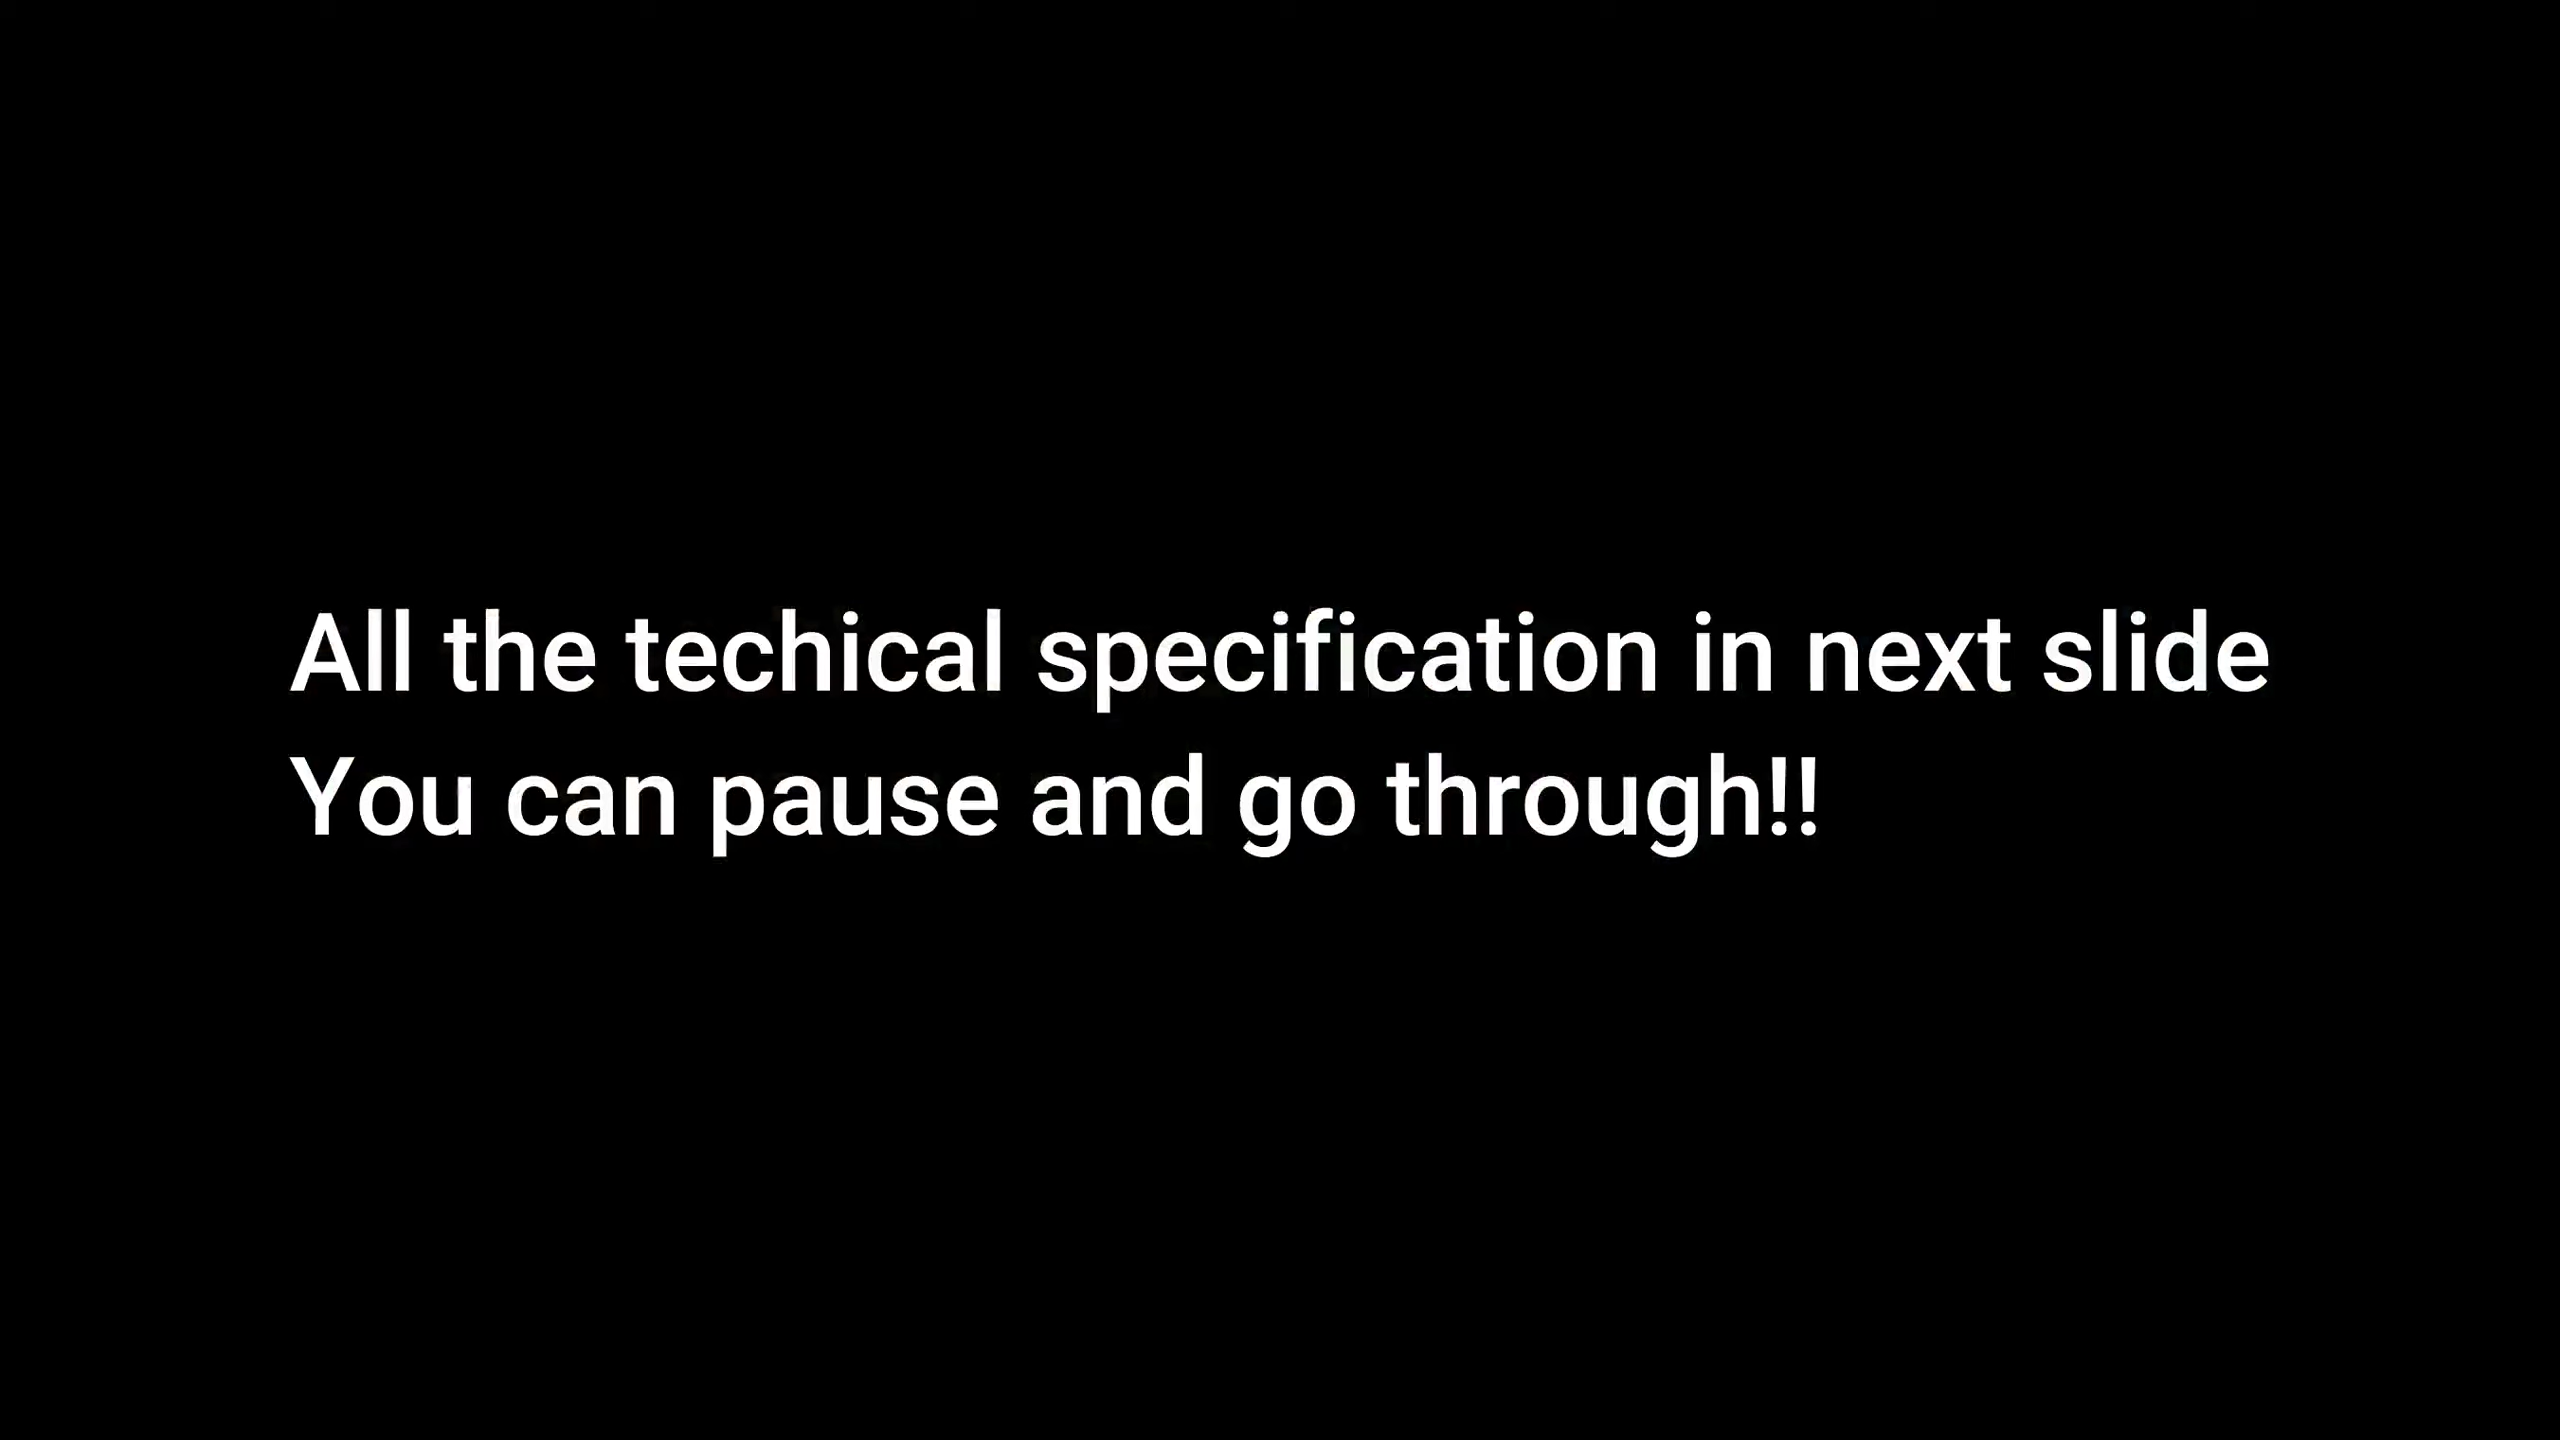 All the techical specification in next slide
You can pause and go through!!